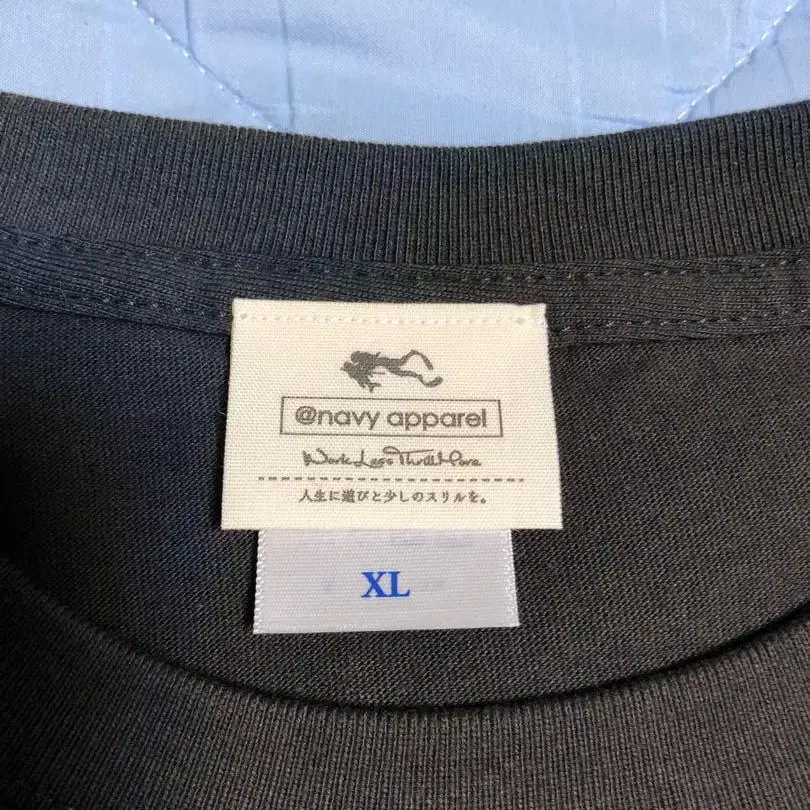 @navy apparel
Work Less Thrill More
人生に遊びと少しのスリルを。
XL